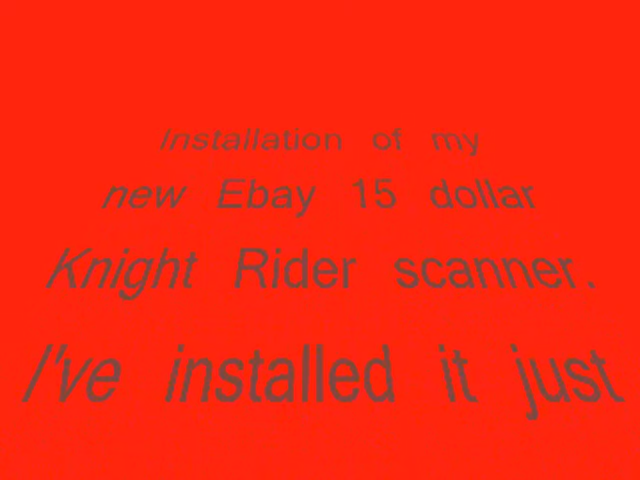 Installation of my
new Ebay 15 dollar
Knight Rider scanner.
I've installed it just